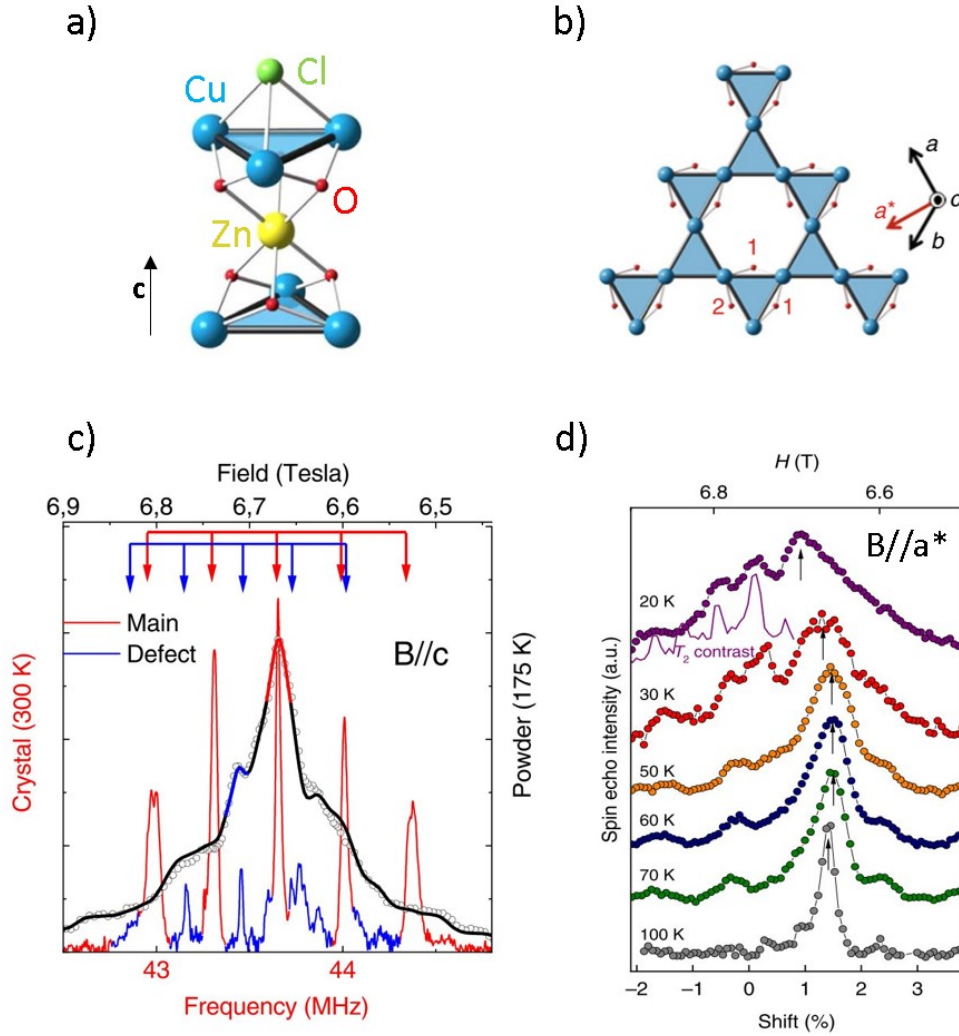 a)
Cl
Cu
O
Zn
c
b)
a
c
a*
b
1
2
1
c)
Field (Tesla)
6,9 6,8 6,7 6,6 6,5
Main
Defect
B//c
Crystal (300 K)
Powder (175 K)
43 44
Frequency (MHz)
d)
H (T)
6.8 6.6
B//a*
20 K
T2 contrast
30 K
50 K
60 K
70 K
100 K
Spin echo intensity (a.u.)
−2 −1 0 1 2 3
Shift (%)